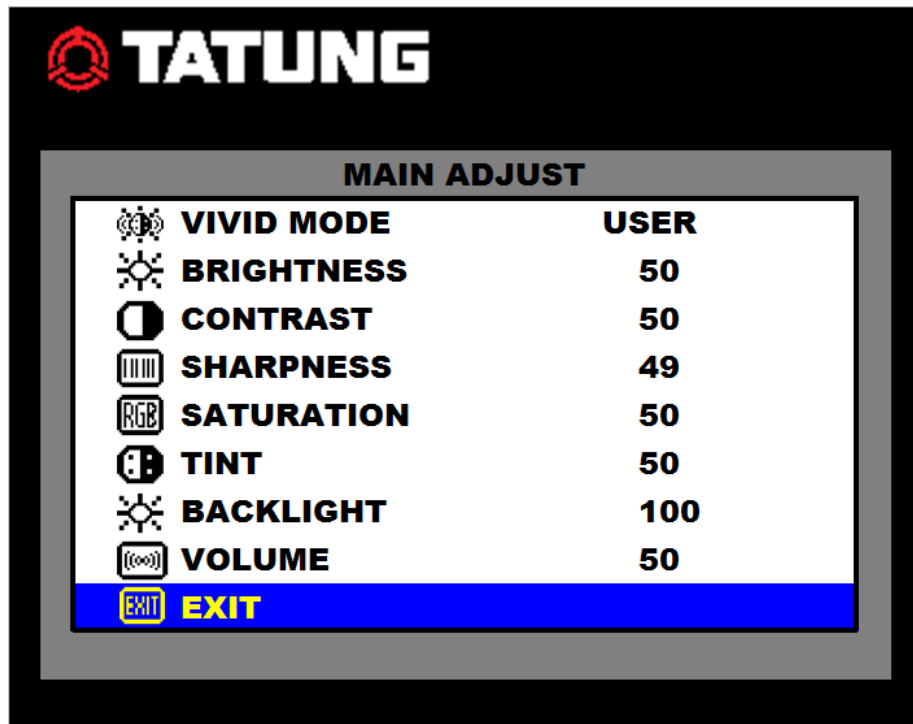 TATUNG
MAIN ADJUST
VIVID MODE USER
BRIGHTNESS 50
CONTRAST 50
SHARPNESS 49
RGB SATURATION 50
TINT 50
BACKLIGHT 100
VOLUME 50
EXIT EXIT